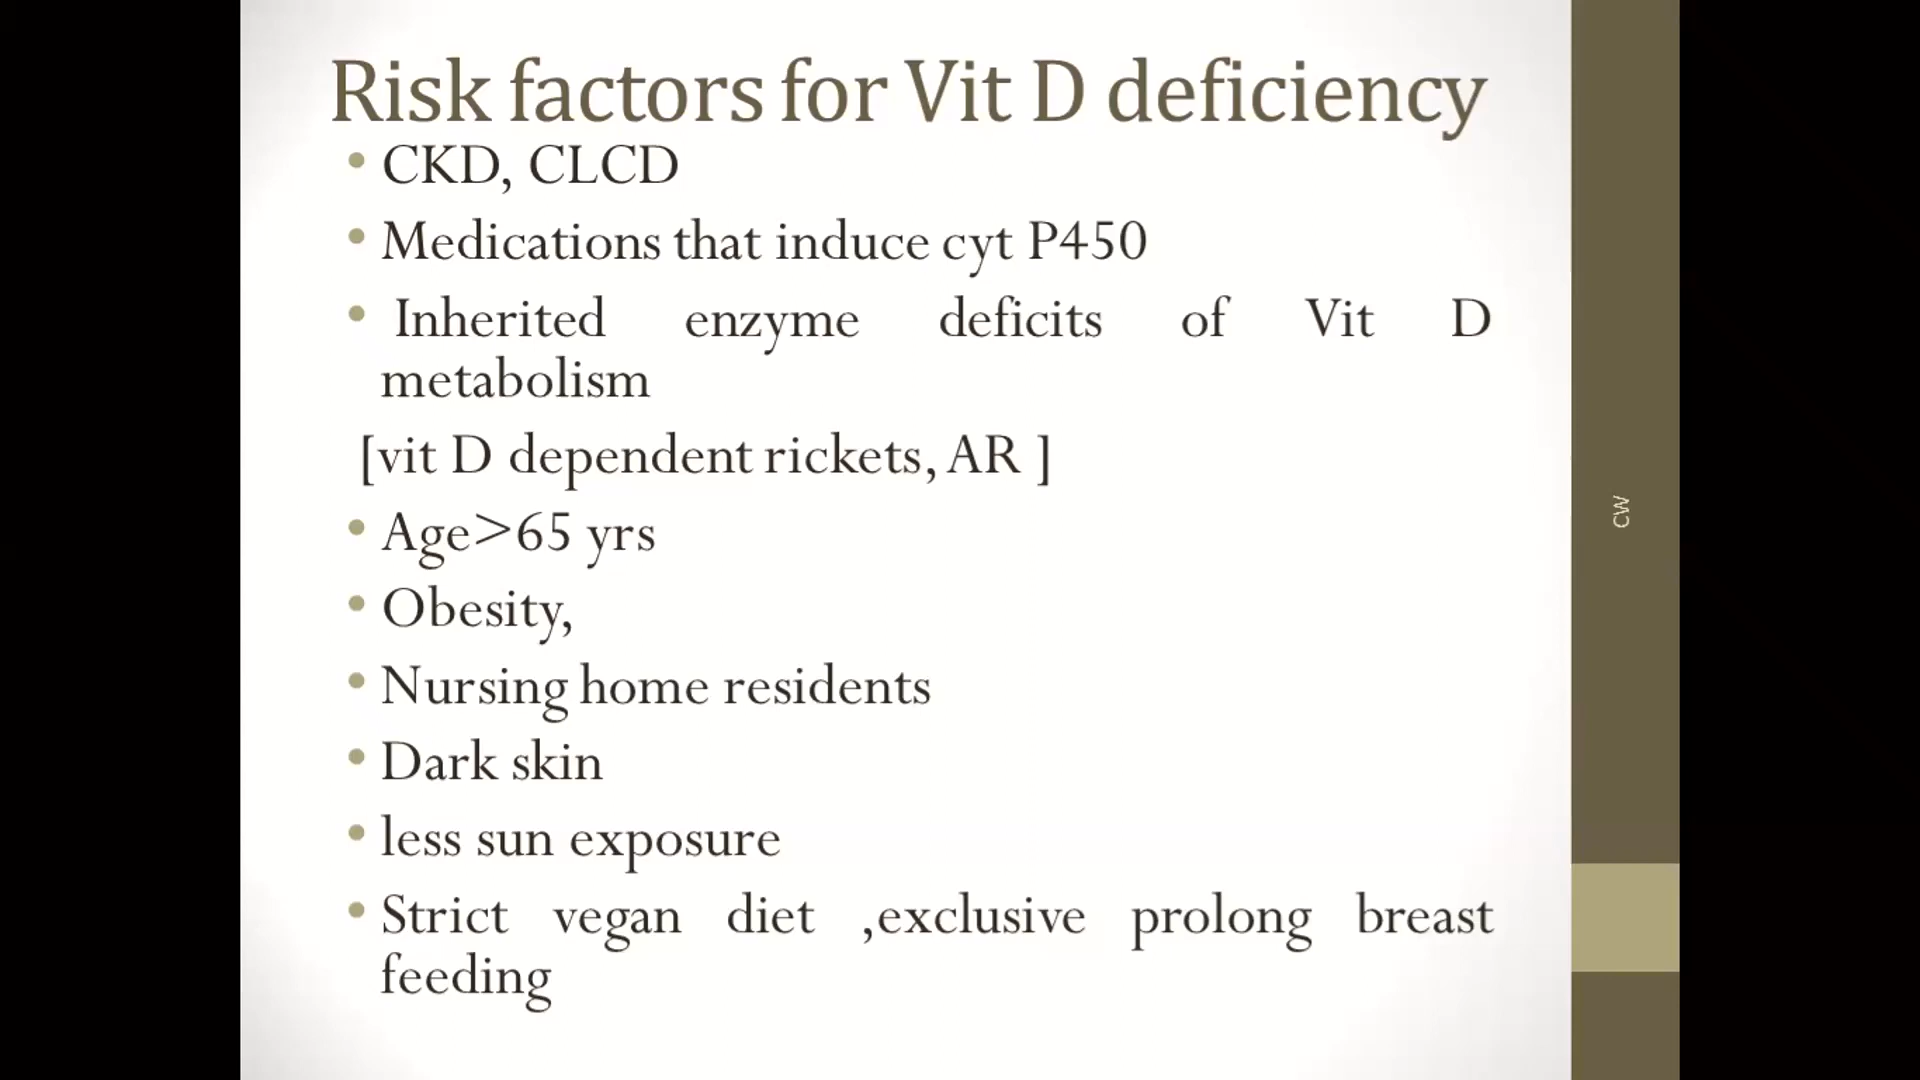 Risk factors for Vit D deficiency
• CKD, CLCD
• Medications that induce cyt P450
• Inherited enzyme deficits of Vit D
metabolism
[vit D dependent rickets, AR ]
• Age>65 yrs
• Obesity,
• Nursing home residents
• Dark skin
• less sun exposure
• Strict vegan diet ,exclusive prolong breast
feeding
CW